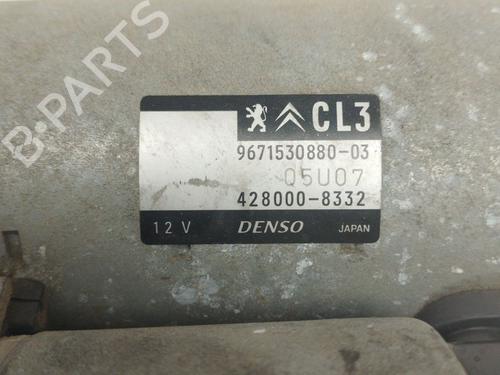 B-PARTS
CL3
9671530880-03
Q5U07
428000-8332
12 V DENSO JAPAN